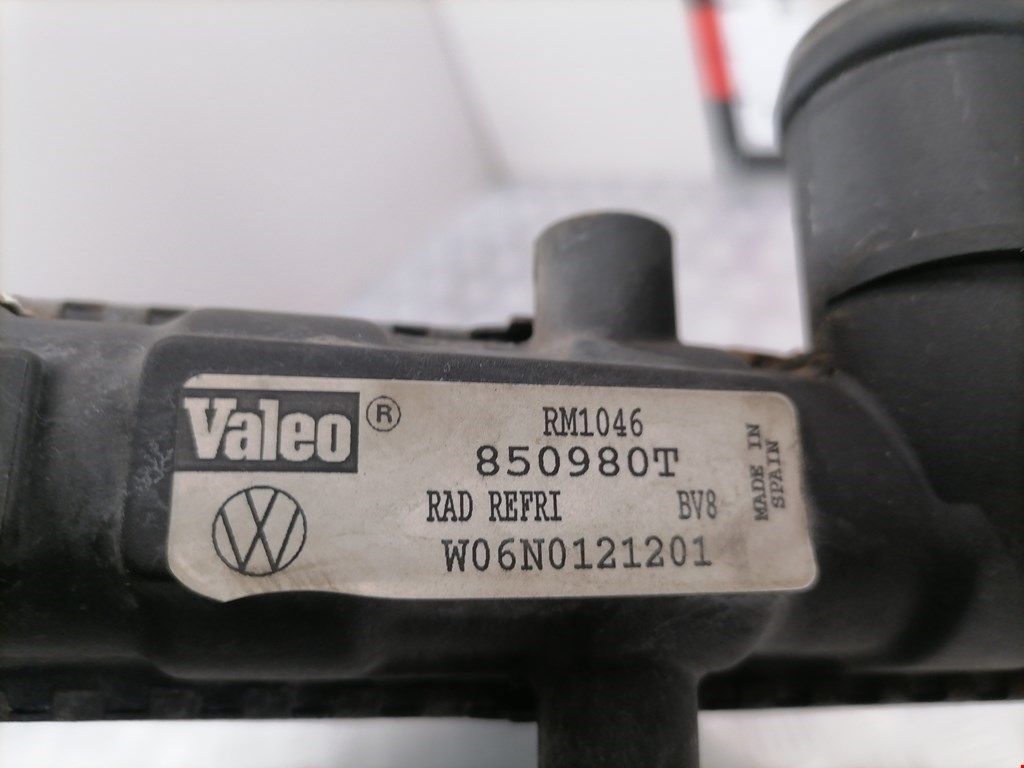 Valeo ®
RM1046
850980T
RAD REFRI BV8
W06N0121201
MADE IN
SPAIN